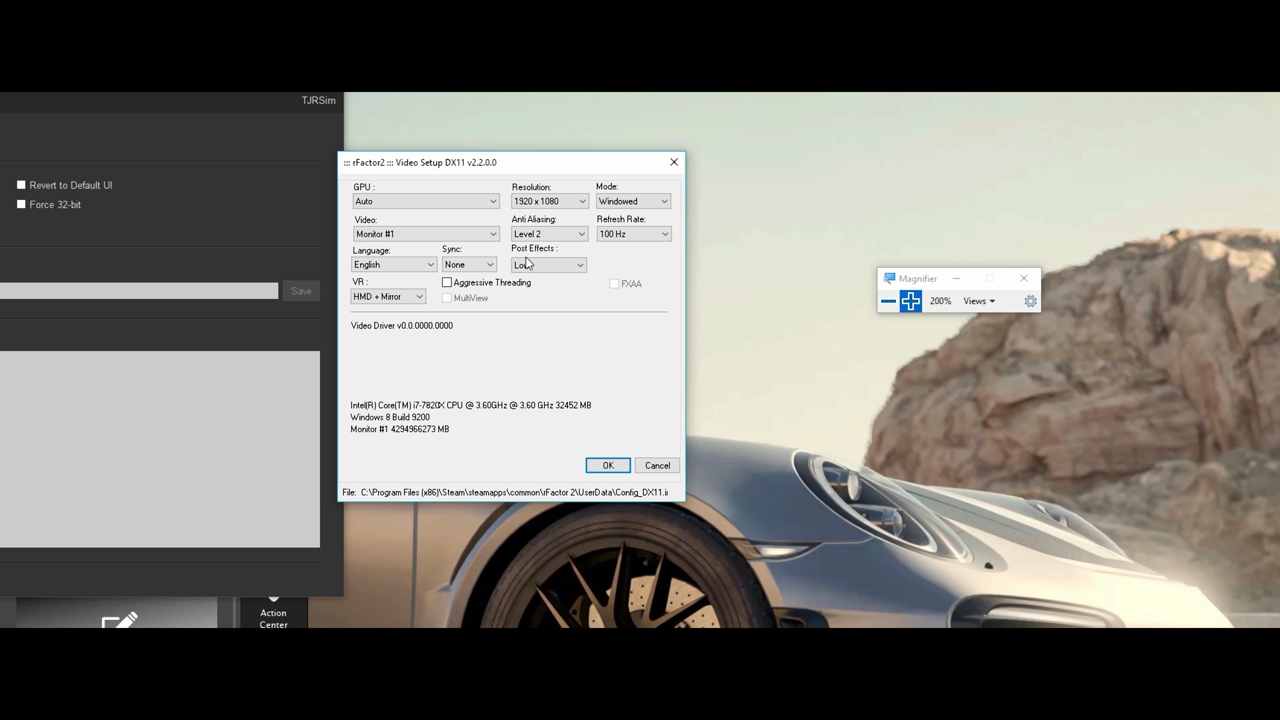 TJRSim
Revert to Default UI
Force 32-bit
Save
Action
Center
::: rFactor2 ::: Video Setup DX11 v2.2.0.0
GPU :
Resolution:
Mode:
Auto
1920 x 1080
Windowed
Video:
Anti Aliasing:
Refresh Rate:
Monitor #1
Level 2
100 Hz
Language:
Sync:
Post Effects :
English
None
VR :
Aggressive Threading
FXAA
HMD + Mirror
MultiView
Video Driver v0.0.0000.0000
Intel(R) Core(TM) i7-7820X CPU @ 3.60GHz @ 3.60 GHz 32452 MB
Windows 8 Build 9200
Monitor #1 4294966273 MB
OK
Cancel
File: C:\Program Files (x86)\Steam\steamapps\common\rFactor 2\UserData\Config_DX11.i
Magnifier
200%
Views